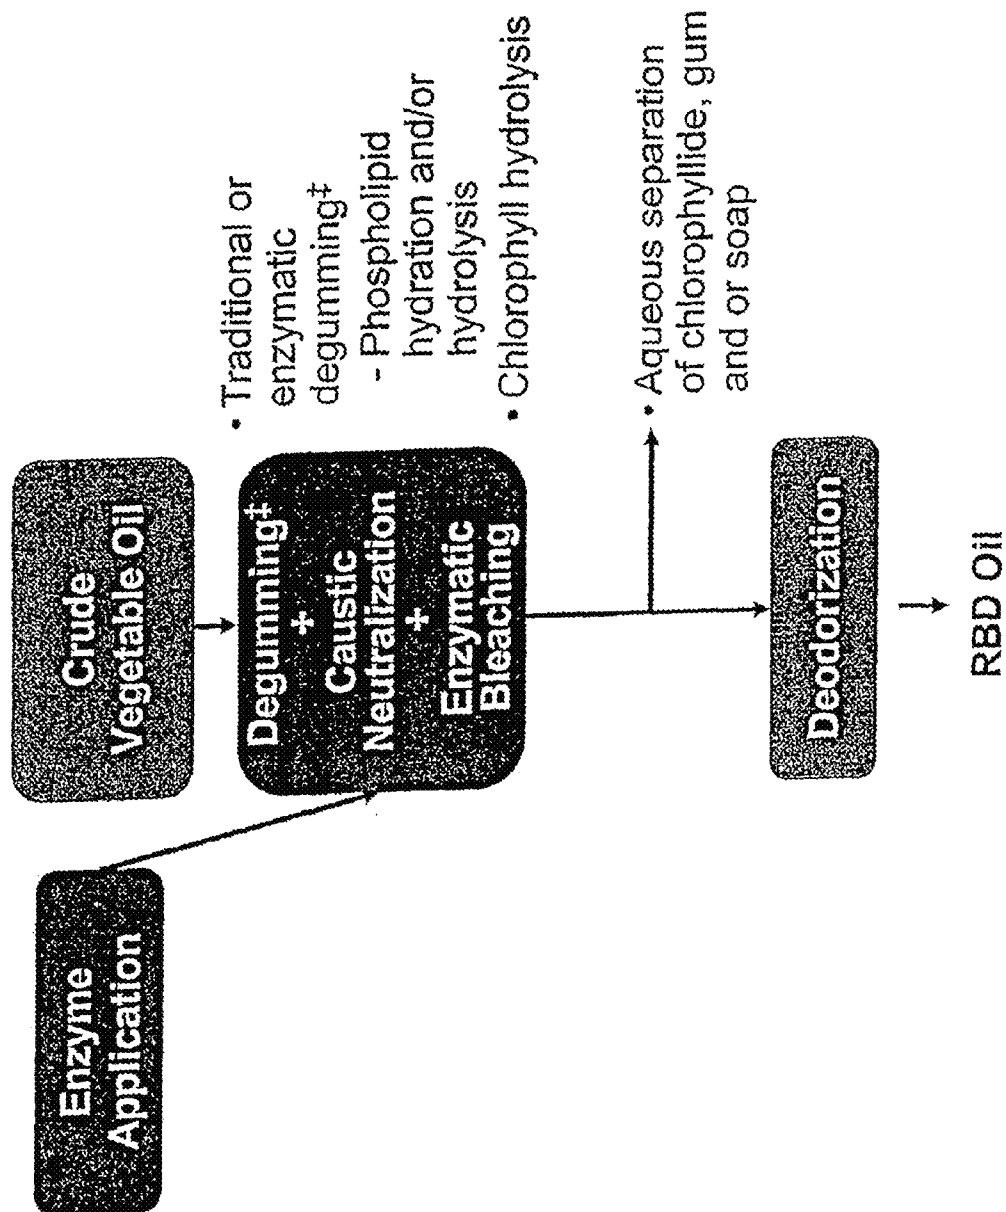 Enzyme
Application
Crude
Vegetable Oil
Degumming‡
+
Caustic
Neutralization
+
Enzymatic
Bleaching
• Traditional or
enzymatic
degumming‡
- Phospholipid
hydration and/or
hydrolysis
• Chlorophyll hydrolysis
• Aqueous separation
of chlorophyllide, gum
and or soap
Deodorization
RBD Oil